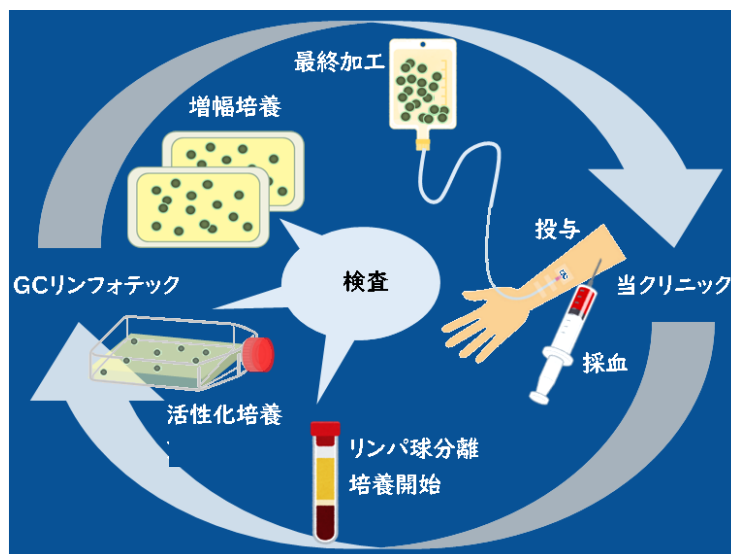 最終加工
増幅培養
投与
GCリンフォテック
検査
当クリニック
採血
活性化培養
リンパ球分離
培養開始